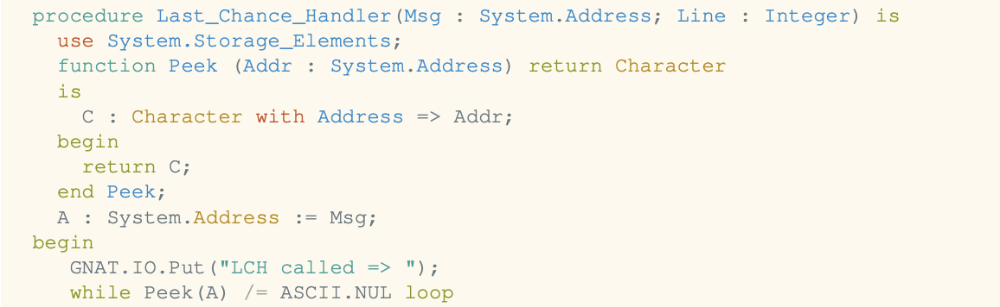 procedure Last_Chance_Handler(Msg : System.Address; Line : Integer) is
  use System.Storage_Elements;
  function Peek (Addr : System.Address) return Character
  is
    C : Character with Address => Addr;
  begin
    return C;
  end Peek;
  A : System.Address := Msg;
begin
   GNAT.IO.Put("LCH called => ");
   while Peek(A) /= ASCII.NUL loop